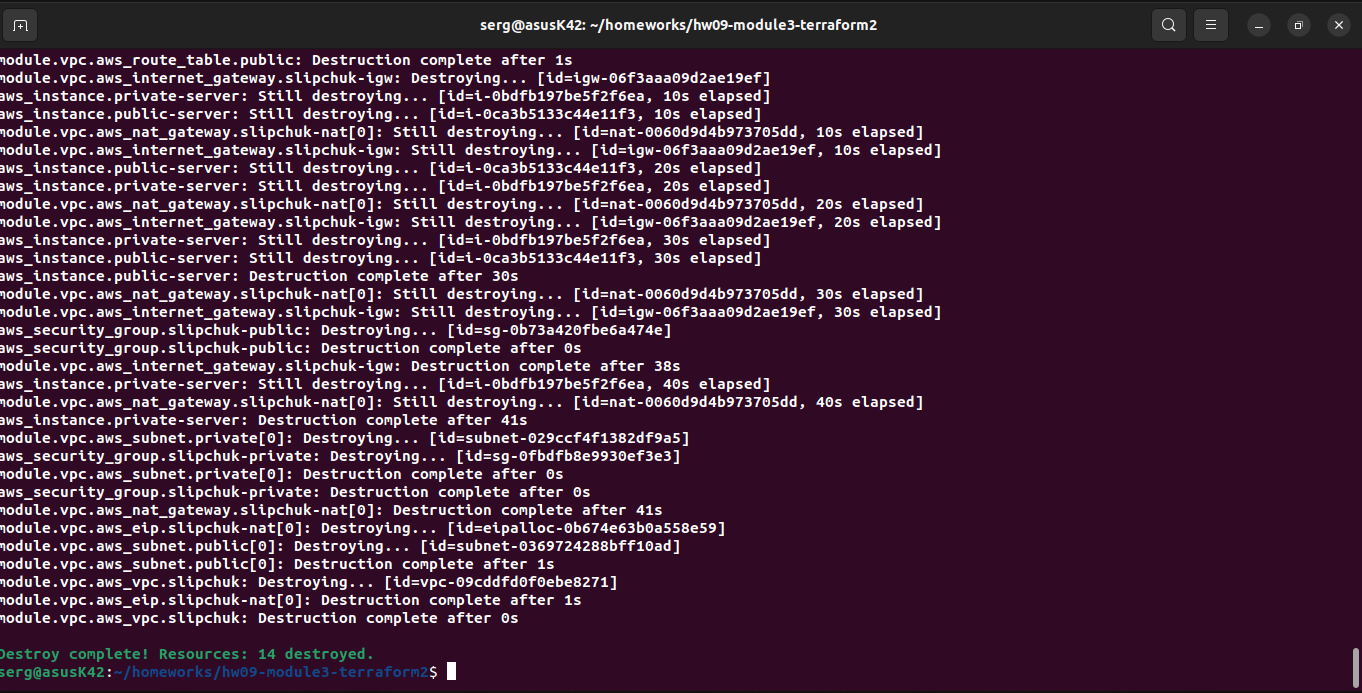 serg@asusK42: ~/homeworks/hw09-module3-terraform2
module.vpc.aws_route_table.public: Destruction complete after 1s
module.vpc.aws_internet_gateway.slipchuk-igw: Destroying... [id=igw-06f3aaa09d2ae19ef]
aws_instance.private-server: Still destroying... [id=i-0bdfb197be5f2f6ea, 10s elapsed]
aws_instance.public-server: Still destroying... [id=i-0ca3b5133c44e11f3, 10s elapsed]
module.vpc.aws_nat_gateway.slipchuk-nat[0]: Still destroying... [id=nat-0060d9d4b973705dd, 10s elapsed]
module.vpc.aws_internet_gateway.slipchuk-igw: Still destroying... [id=igw-06f3aaa09d2ae19ef, 10s elapsed]
aws_instance.public-server: Still destroying... [id=i-0ca3b5133c44e11f3, 20s elapsed]
aws_instance.private-server: Still destroying... [id=i-0bdfb197be5f2f6ea, 20s elapsed]
module.vpc.aws_nat_gateway.slipchuk-nat[0]: Still destroying... [id=nat-0060d9d4b973705dd, 20s elapsed]
module.vpc.aws_internet_gateway.slipchuk-igw: Still destroying... [id=igw-06f3aaa09d2ae19ef, 20s elapsed]
aws_instance.private-server: Still destroying... [id=i-0bdfb197be5f2f6ea, 30s elapsed]
aws_instance.public-server: Still destroying... [id=i-0ca3b5133c44e11f3, 30s elapsed]
aws_instance.public-server: Destruction complete after 30s
module.vpc.aws_nat_gateway.slipchuk-nat[0]: Still destroying... [id=nat-0060d9d4b973705dd, 30s elapsed]
module.vpc.aws_internet_gateway.slipchuk-igw: Still destroying... [id=igw-06f3aaa09d2ae19ef, 30s elapsed]
aws_security_group.slipchuk-public: Destroying... [id=sg-0b73a420fbe6a474e]
aws_security_group.slipchuk-public: Destruction complete after 0s
module.vpc.aws_internet_gateway.slipchuk-igw: Destruction complete after 38s
aws_instance.private-server: Still destroying... [id=i-0bdfb197be5f2f6ea, 40s elapsed]
module.vpc.aws_nat_gateway.slipchuk-nat[0]: Still destroying... [id=nat-0060d9d4b973705dd, 40s elapsed]
aws_instance.private-server: Destruction complete after 41s
module.vpc.aws_subnet.private[0]: Destroying... [id=subnet-029ccf4f1382df9a5]
aws_security_group.slipchuk-private: Destroying... [id=sg-0fbdfb8e9930ef3e3]
module.vpc.aws_subnet.private[0]: Destruction complete after 0s
aws_security_group.slipchuk-private: Destruction complete after 0s
module.vpc.aws_nat_gateway.slipchuk-nat[0]: Destruction complete after 41s
module.vpc.aws_eip.slipchuk-nat[0]: Destroying... [id=eipalloc-0b674e63b0a558e59]
module.vpc.aws_subnet.public[0]: Destroying... [id=subnet-0369724288bff10ad]
module.vpc.aws_subnet.public[0]: Destruction complete after 1s
module.vpc.aws_vpc.slipchuk: Destroying... [id=vpc-09cddfd0f0ebe8271]
module.vpc.aws_eip.slipchuk-nat[0]: Destruction complete after 1s
module.vpc.aws_vpc.slipchuk: Destruction complete after 0s
Destroy complete! Resources: 14 destroyed.
serg@asusK42:~/homeworks/hw09-module3-terraform2$